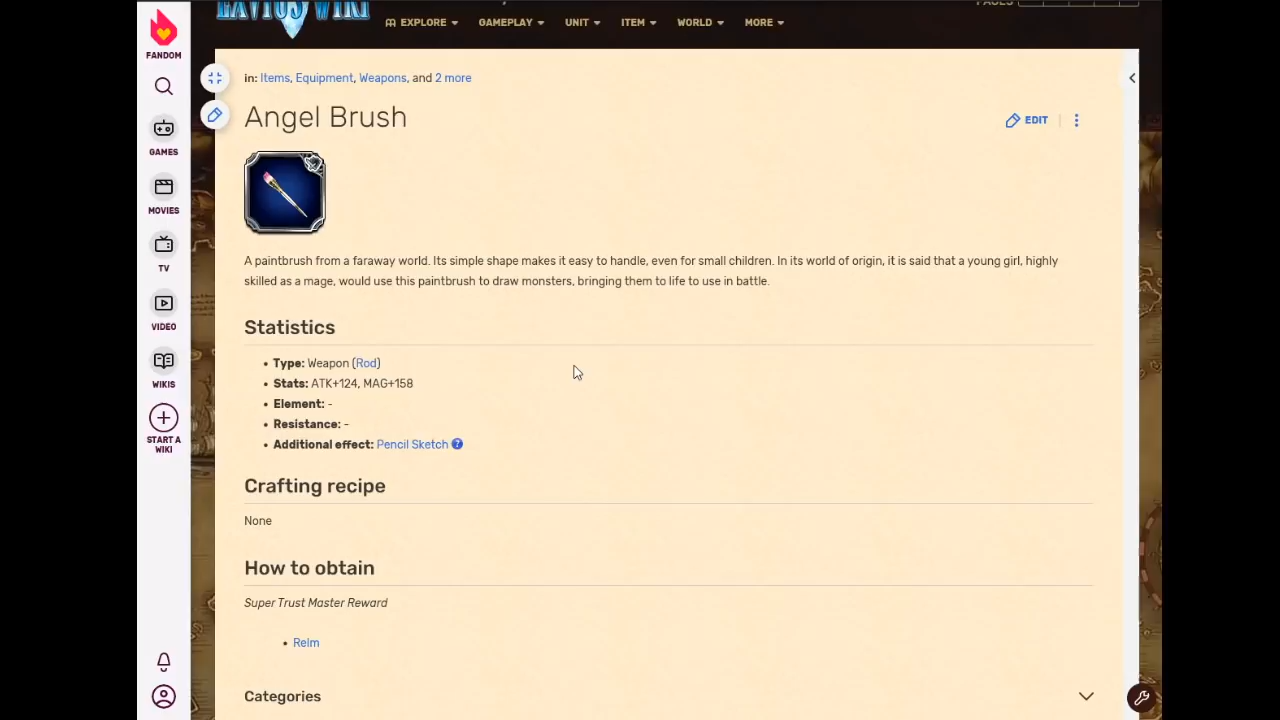 EXVIUS WIKI
EXPLORE GAMEPLAY UNIT ITEM WORLD MORE
PAGES
FANDOM
GAMES
MOVIES
TV
VIDEO
WIKIS
START A
WIKI
in: Items, Equipment, Weapons, and 2 more
Angel Brush
EDIT
A paintbrush from a faraway world. Its simple shape makes it easy to handle, even for small children. In its world of origin, it is said that a young girl, highly
skilled as a mage, would use this paintbrush to draw monsters, bringing them to life to use in battle.
Statistics
• Type: Weapon (Rod)
• Stats: ATK+124, MAG+158
• Element: -
• Resistance: -
• Additional effect: Pencil Sketch ?
Crafting recipe
None
How to obtain
Super Trust Master Reward
• Relm
Categories